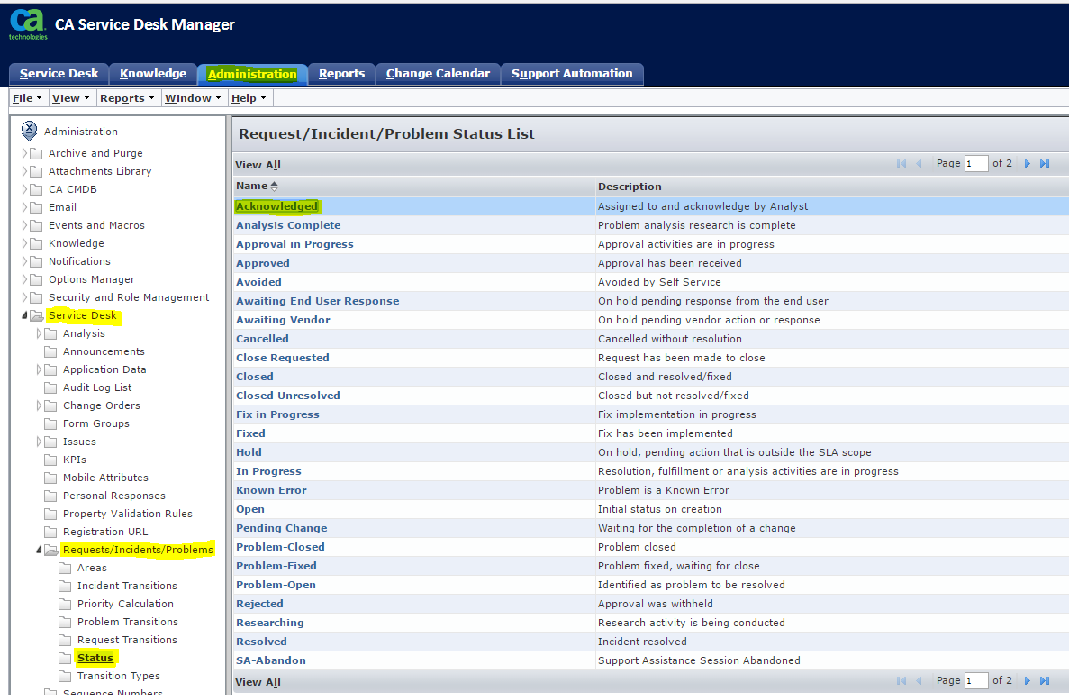 ca
technologies
CA Service Desk Manager
Service Desk Knowledge Administration Reports Change Calendar Support Automation
File View Reports Window Help
Administration
Archive and Purge
Attachments Library
CA CMDB
Email
Events and Macros
Knowledge
Notifications
Options Manager
Security and Role Management
Service Desk
Analysis
Announcements
Application Data
Audit Log List
Change Orders
Form Groups
Issues
KPIs
Mobile Attributes
Personal Responses
Property Validation Rules
Registration URL
Requests/Incidents/Problems
Areas
Incident Transitions
Priority Calculation
Problem Transitions
Request Transitions
Status
Transition Types
Sequence Numbers
Request/Incident/Problem Status List
View All Page 1 of 2
Name Description
Acknowledged Assigned to and acknowledge by Analyst
Analysis Complete Problem analysis research is complete
Approval in Progress Approval activities are in progress
Approved Approval has been received
Avoided Avoided by Self Service
Awaiting End User Response On hold pending response from the end user
Awaiting Vendor On hold pending vendor action or response
Cancelled Cancelled without resolution
Close Requested Request has been made to close
Closed Closed and resolved/fixed
Closed Unresolved Closed but not resolved/fixed
Fix in Progress Fix implementation in progress
Fixed Fix has been implemented
Hold On hold, pending action that is outside the SLA scope
In Progress Resolution, fulfillment or analysis activities are in progress
Known Error Problem is a Known Error
Open Initial status on creation
Pending Change Waiting for the completion of a change
Problem-Closed Problem closed
Problem-Fixed Problem fixed, waiting for close
Problem-Open Identified as problem to be resolved
Rejected Approval was withheld
Researching Research activity is being conducted
Resolved Incident resolved
SA-Abandon Support Assistance Session Abandoned
View All Page 1 of 2